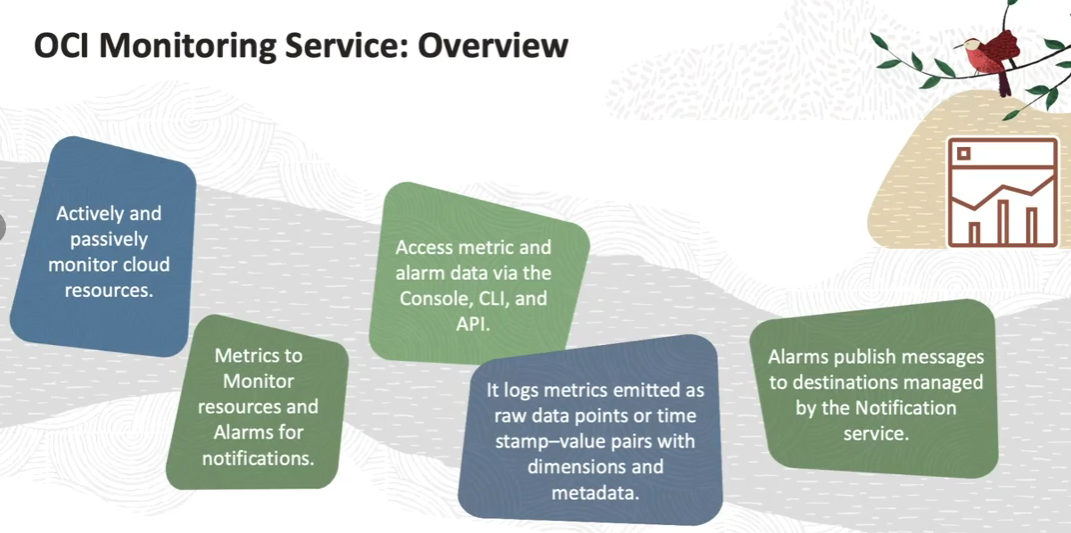 OCI Monitoring Service: Overview
Actively and
passively
monitor cloud
resources.
Metrics to
Monitor
resources and
Alarms for
notifications.
Access metric and
alarm data via the
Console, CLI, and
API.
It logs metrics emitted as
raw data points or time
stamp–value pairs with
dimensions and
metadata.
Alarms publish messages
to destinations managed
by the Notification
service.